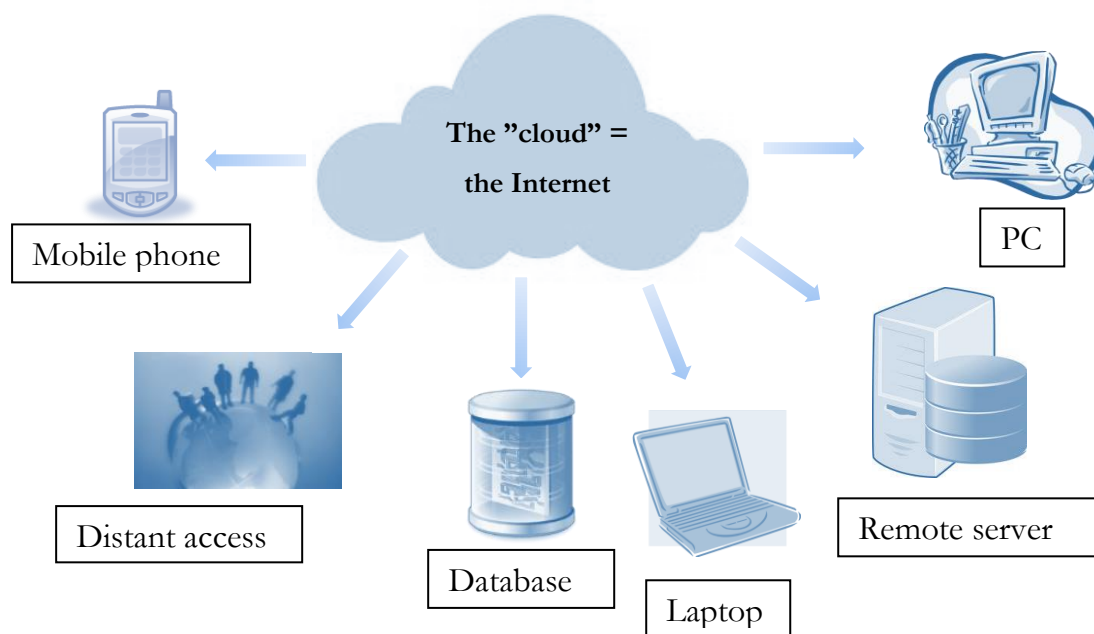 The ”cloud” =
the Internet
Mobile phone
PC
Distant access
Database
Laptop
Remote server